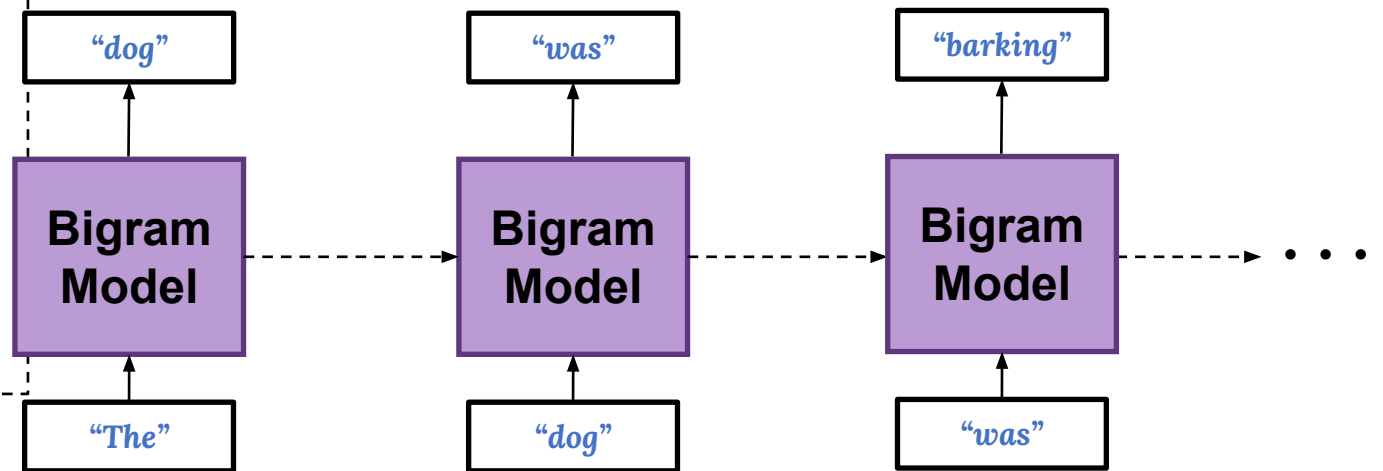 “dog”
“was”
“barking”
Bigram
Model
Bigram
Model
Bigram
Model
• • •
“The”
“dog”
“was”